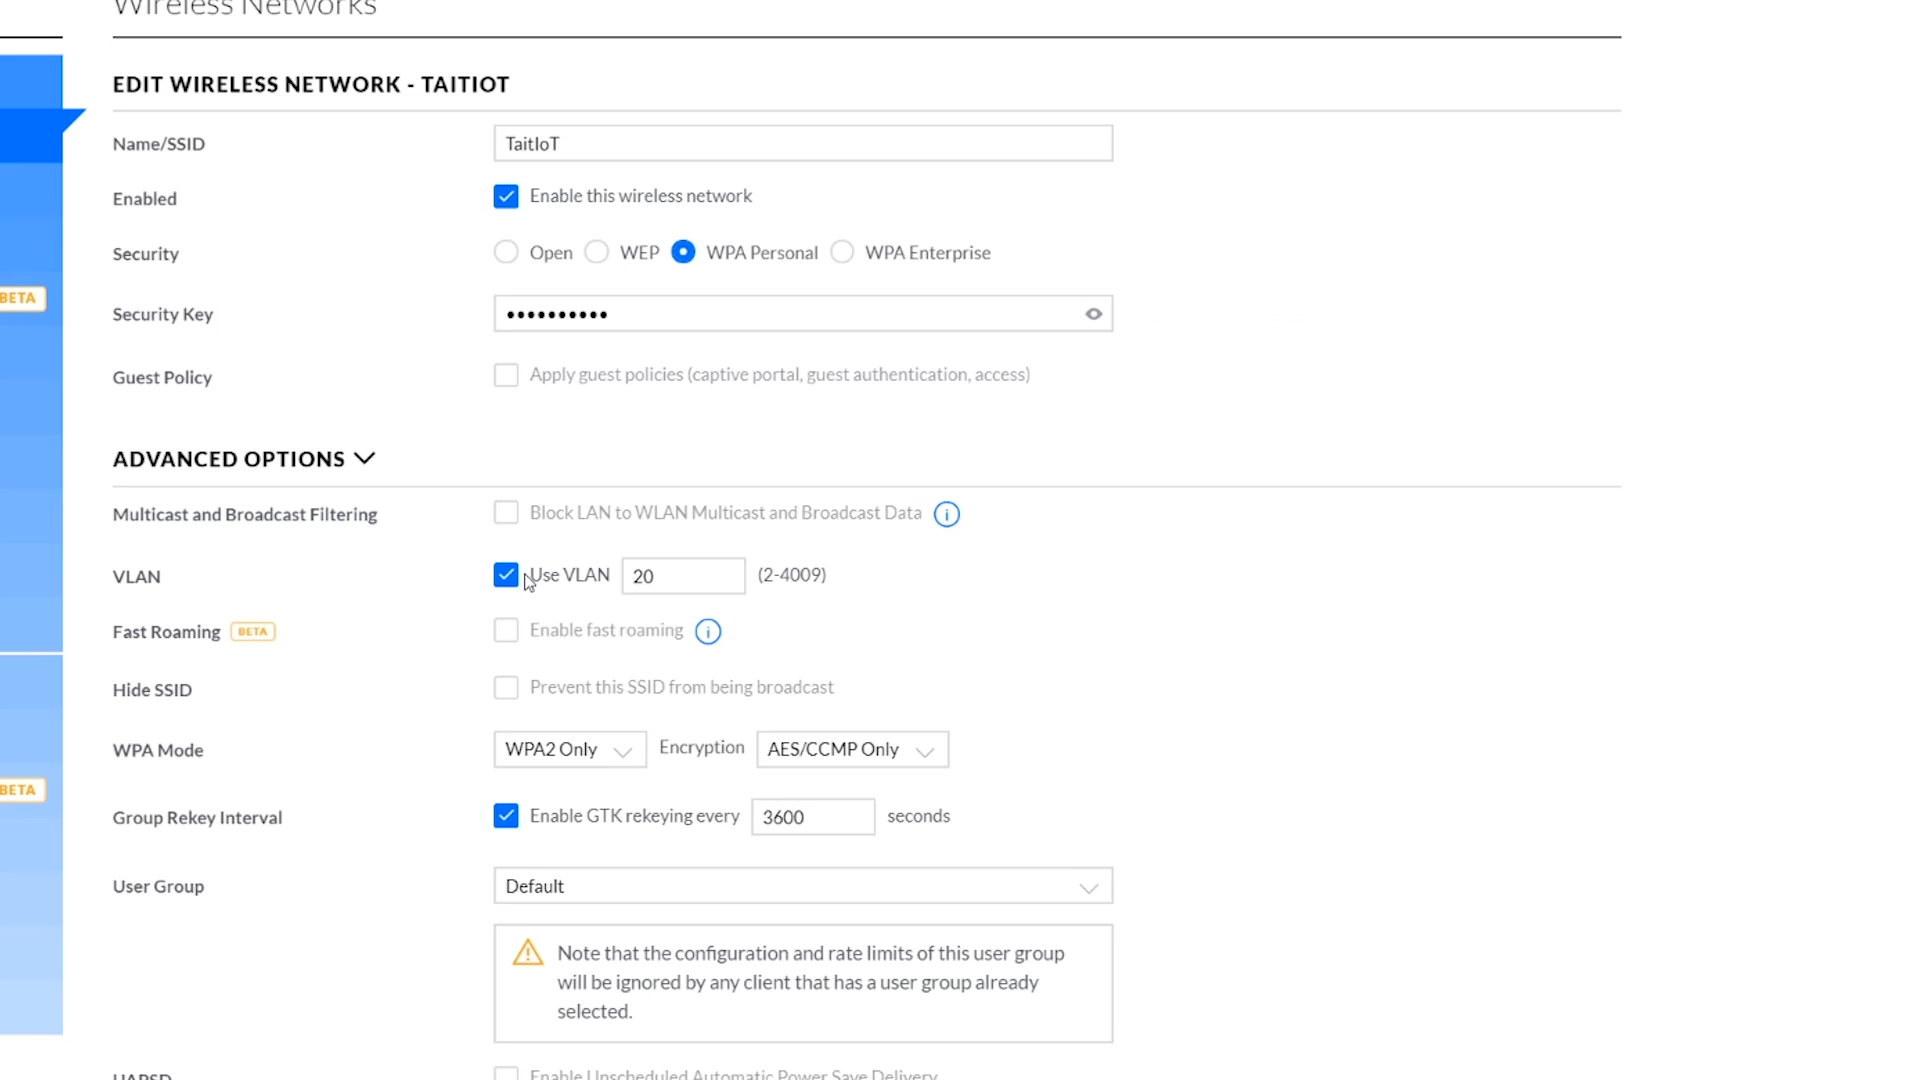 Wireless Networks
EDIT WIRELESS NETWORK - TAITIOT
Name/SSID TaitIoT
Enabled Enable this wireless network
Security Open WEP WPA Personal WPA Enterprise
BETA
Security Key ••••••••••
Guest Policy Apply guest policies (captive portal, guest authentication, access)
ADVANCED OPTIONS
Multicast and Broadcast Filtering Block LAN to WLAN Multicast and Broadcast Data
VLAN Use VLAN 20 (2-4009)
Fast Roaming BETA Enable fast roaming
Hide SSID Prevent this SSID from being broadcast
WPA Mode WPA2 Only Encryption AES/CCMP Only
BETA
Group Rekey Interval Enable GTK rekeying every 3600 seconds
User Group Default
Note that the configuration and rate limits of this user group
will be ignored by any client that has a user group already
selected.
UAPSD Enable Unscheduled Automatic Power Save Delivery